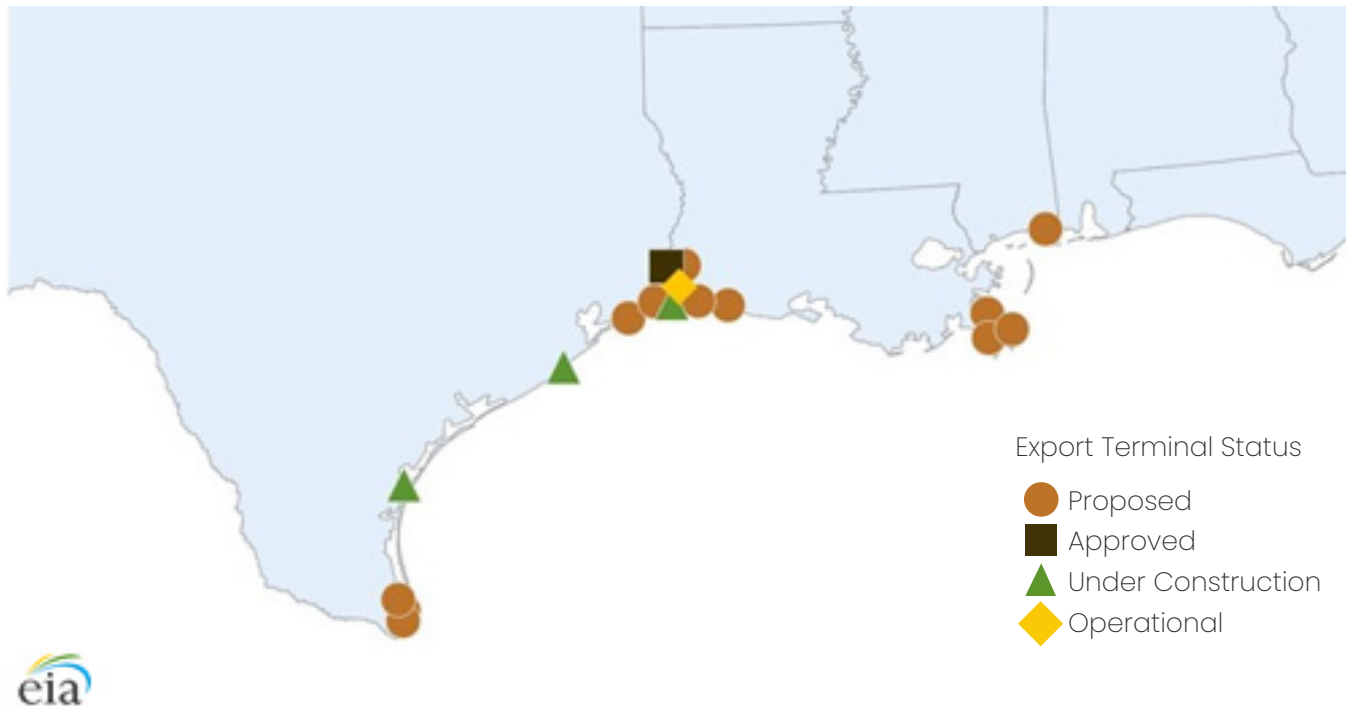 Export Terminal Status
Proposed
Approved
Under Construction
Operational
eia